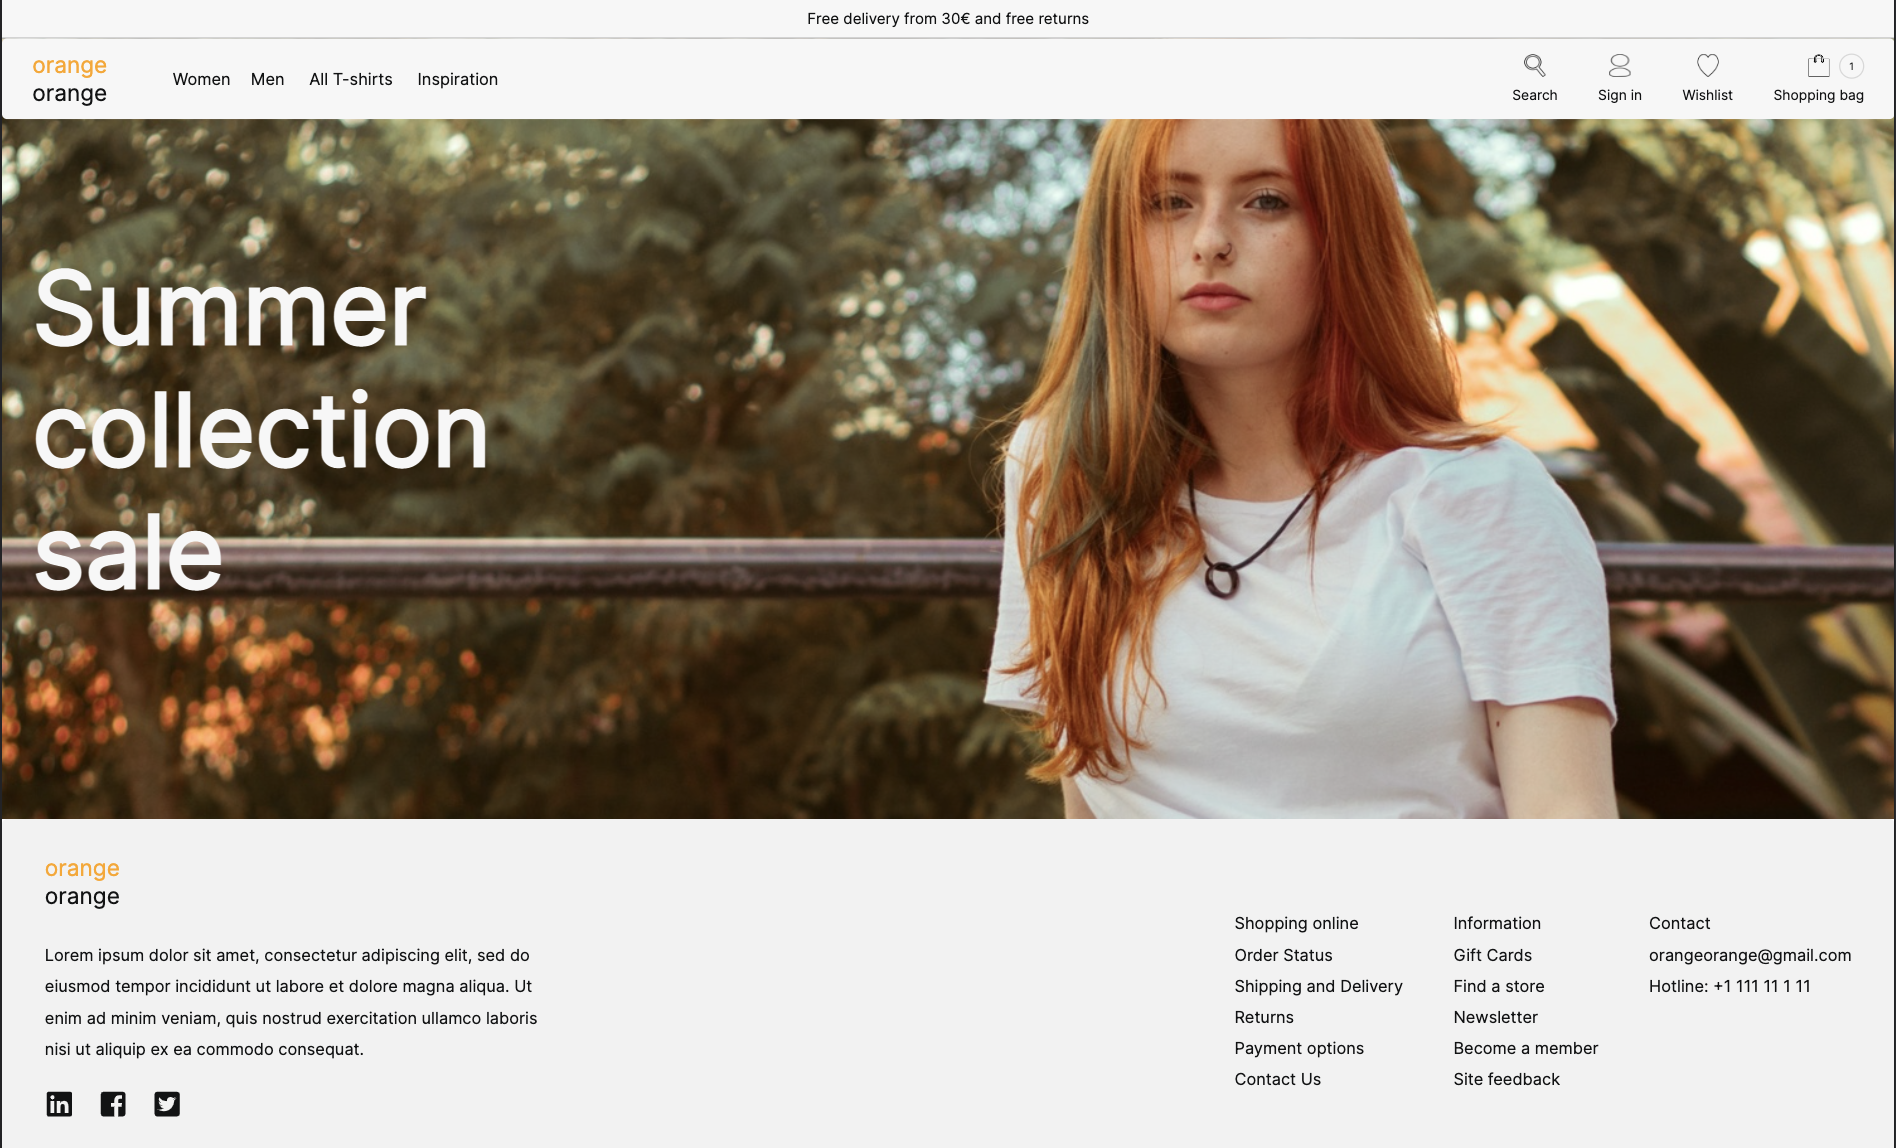 Free delivery from 30€ and free returns
orange
orange
Women Men All T-shirts Inspiration
Search Sign in Wishlist Shopping bag 1
Summer
collection
sale
orange
orange
Lorem ipsum dolor sit amet, consectetur adipiscing elit, sed do
eiusmod tempor incididunt ut labore et dolore magna aliqua. Ut
enim ad minim veniam, quis nostrud exercitation ullamco laboris
nisi ut aliquip ex ea commodo consequat.
in f
Shopping online
Order Status
Shipping and Delivery
Returns
Payment options
Contact Us
Information
Gift Cards
Find a store
Newsletter
Become a member
Site feedback
Contact
orangeorange@gmail.com
Hotline: +1 111 11 1 11